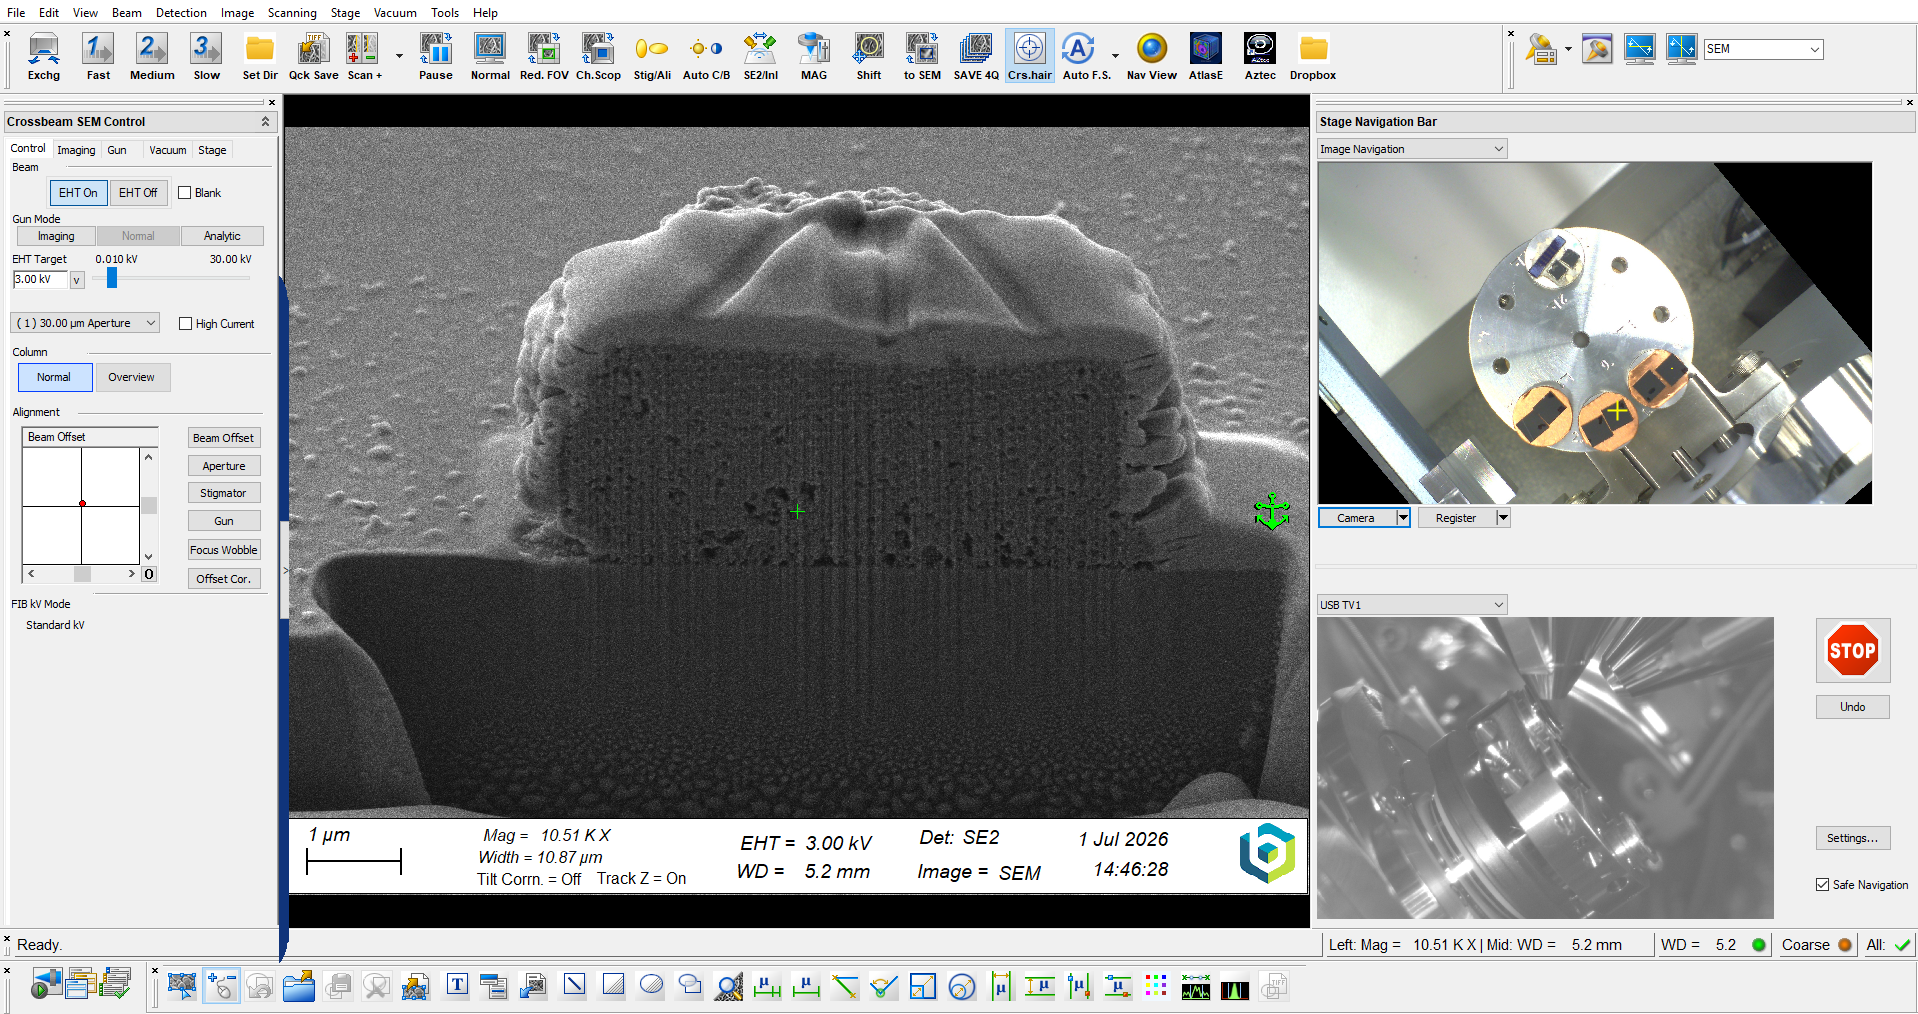 File Edit View Beam Detection Image Scanning Stage Vacuum Tools Help
Exchg Fast Medium Slow Set Dir Qck Save Scan + Pause Normal Red. FOV Ch.Scop Stig/Ali Auto C/B SE2/Inl MAG Shift to SEM SAVE 4Q Crs.hair Auto F.S. Nav View AtlasE Aztec Dropbox
SEM
Crossbeam SEM Control
Control Imaging Gun Vacuum Stage
Beam
EHT On EHT Off Blank
Gun Mode
Imaging Normal Analytic
EHT Target 0.010 kV 30.00 kV
3.00 kV v
( 1 ) 30.00 µm Aperture High Current
Column
Normal Overview
Alignment
Beam Offset
Beam Offset
Aperture
Stigmator
Gun
Focus Wobble
Offset Cor.
0
FIB kV Mode
Standard kV
1 µm
Mag = 10.51 K X
Width = 10.87 µm
Tilt Corrn. = Off Track Z = On
EHT = 3.00 kV
WD = 5.2 mm
Det: SE2
Image = SEM
1 Jul 2026
14:46:28
Stage Navigation Bar
Image Navigation
Camera Register
USB TV1
STOP
Undo
Settings...
Safe Navigation
Ready.
Left: Mag = 10.51 K X | Mid: WD = 5.2 mm WD = 5.2 Coarse All: